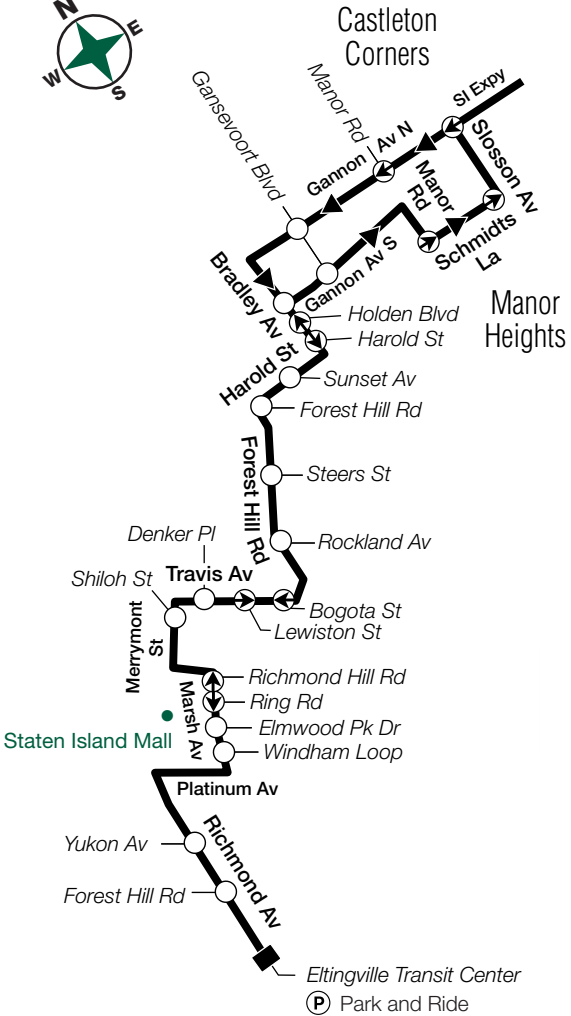 N
E
W
S
Castleton
Corners
SI Expy
Manor Rd
Gansevoort Blvd
Gannon Av N
Slosson Av
Manor
Rd
Schmidts
La
Gannon Av S
Bradley Av
Manor
Heights
Holden Blvd
Harold St
Harold St
Sunset Av
Forest Hill Rd
Forest Hill Rd
Steers St
Rockland Av
Denker Pl
Travis Av
Shiloh St
Bogota St
Lewiston St
Merrymont
St
Richmond Hill Rd
Ring Rd
Marsh Av
Elmwood Pk Dr
Staten Island Mall
Windham Loop
Platinum Av
Yukon Av
Richmond Av
Forest Hill Rd
Eltingville Transit Center
P Park and Ride